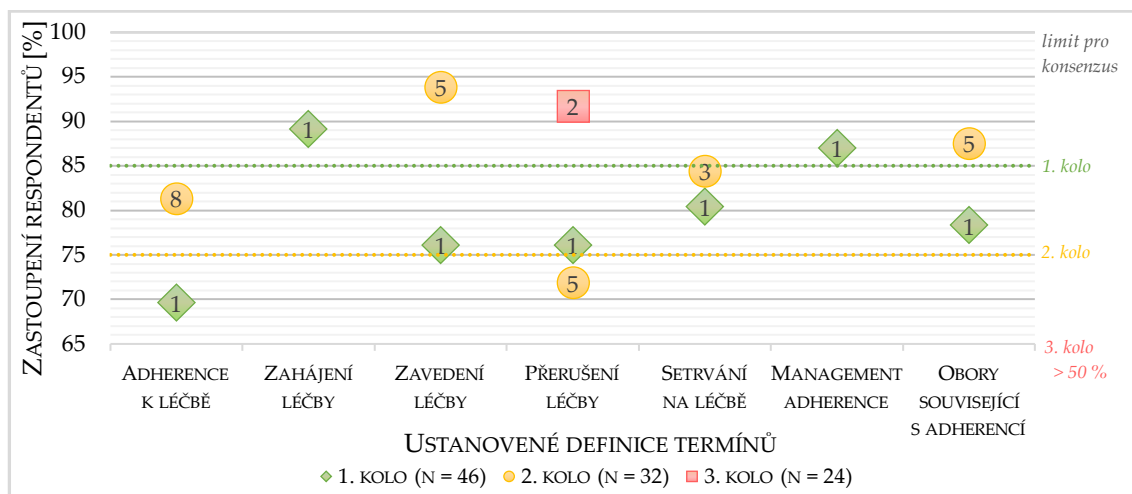 ZASTOUPENÍ RESPONDENTŮ [%]
100
95
90
85
80
75
70
65
limit pro
konsenzus
1. kolo
2. kolo
3. kolo
> 50 %
8
1
1
5
1
2
1
5
3
1
1
5
1
ADHERENCE
K LÉČBĚ
ZAHÁJENÍ
LÉČBY
ZAVEDENÍ
LÉČBY
PŘERUŠENÍ
LÉČBY
SETRVÁNÍ
NA LÉČBĚ
MANAGEMENT
ADHERENCE
OBORY
SOUVISEJÍCÍ
S ADHERENCÍ
USTANOVENÉ DEFINICE TERMÍNŮ
1. KOLO (N = 46)
2. KOLO (N = 32)
3. KOLO (N = 24)